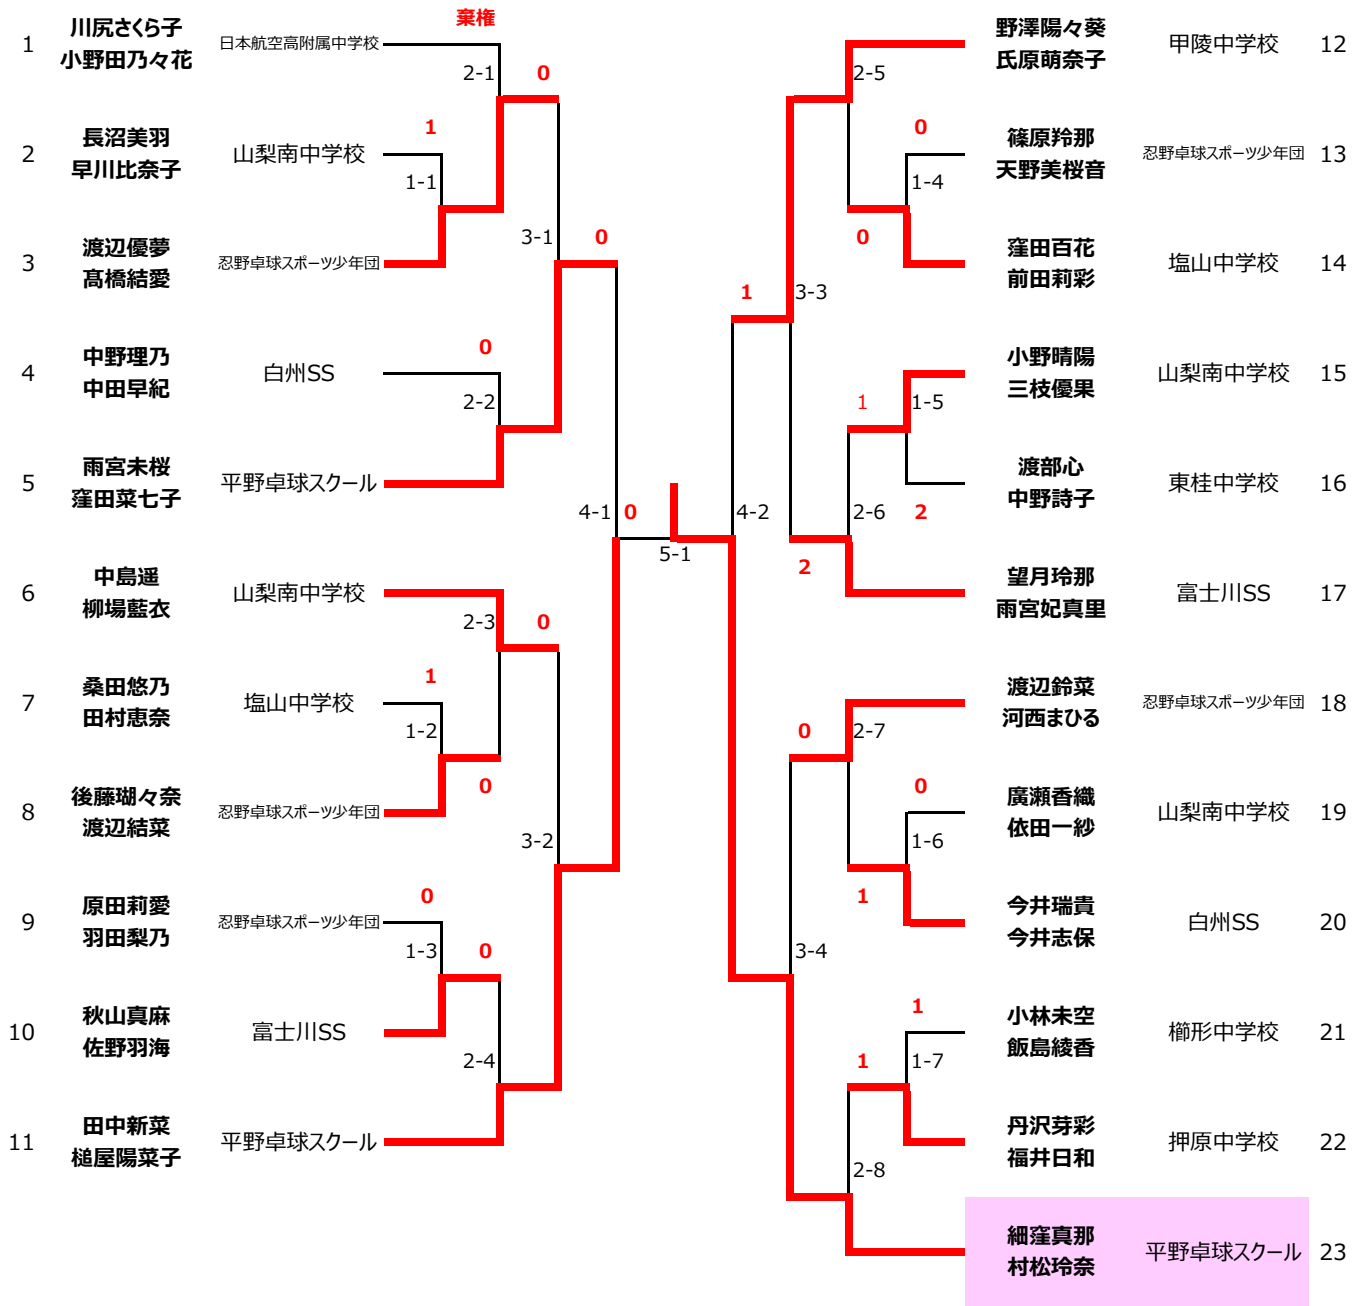 棄権
1 川尻さくら子 日本航空高附属中学校
小野田乃々花
2-1 0
1
2 長沼美羽 山梨南中学校
早川比奈子
1-1
3-1 0
3 渡辺優夢 忍野卓球スポーツ少年団
髙橋結愛
0
4 中野理乃 白州SS
中田早紀
2-2
5 雨宮未桜 平野卓球スクール
窪田菜七子
4-1 0
5-1
6 中島遥 山梨南中学校
柳場藍衣
2-3 0
1
7 桑田悠乃 塩山中学校
田村恵奈
1-2
0
8 後藤瑚々奈 忍野卓球スポーツ少年団
渡辺結菜
3-2
0
9 原田莉愛 忍野卓球スポーツ少年団
羽田梨乃
1-3 0
10 秋山真麻 富士川SS
佐野羽海
2-4
11 田中新菜 平野卓球スクール
槌屋陽菜子
野澤陽々葵 甲陵中学校 12
氏原萌奈子
2-5
0
篠原羚那 忍野卓球スポーツ少年団 13
天野美桜音
1-4
0
窪田百花 塩山中学校 14
前田莉彩
1 3-3
小野晴陽 山梨南中学校 15
三枝優果
1 1-5
渡部心 東桂中学校 16
中野詩子
4-2 2-6 2
2
望月玲那 富士川SS 17
雨宮妃真里
渡辺鈴菜 忍野卓球スポーツ少年団 18
河西まひる
0 2-7
0
廣瀬香織 山梨南中学校 19
依田一紗
1-6
1
今井瑞貴 白州SS 20
今井志保
3-4
1
小林未空 櫛形中学校 21
飯島綾香
1 1-7
丹沢芽彩 押原中学校 22
福井日和
2-8
細窪真那 平野卓球スクール 23
村松玲奈